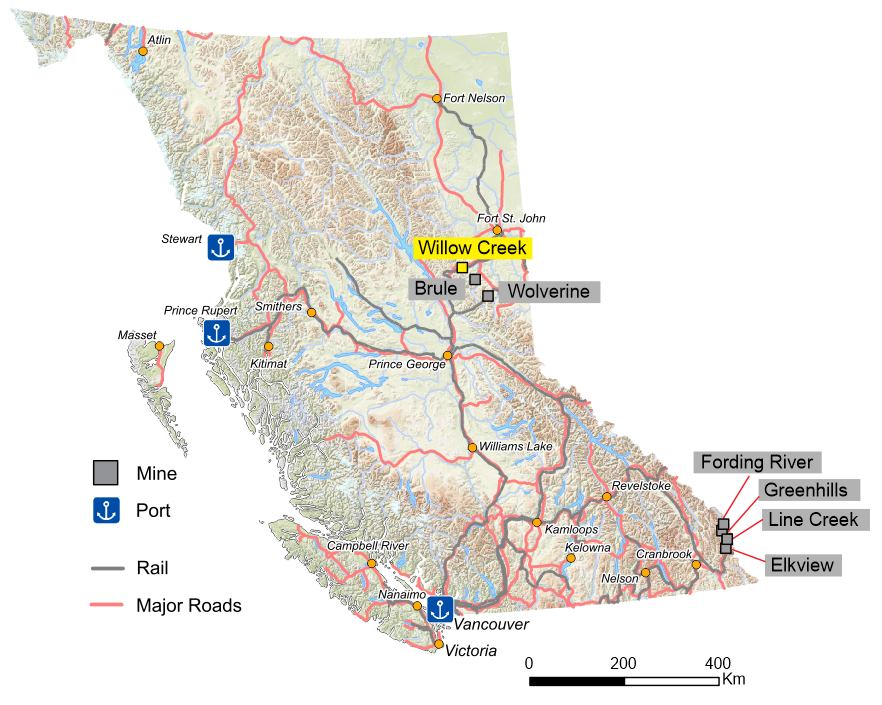 Atlin
Fort Nelson
Fort St. John
Stewart
Willow Creek
Brule
Wolverine
Prince Rupert
Smithers
Masset
Kitimat
Prince George
Williams Lake
Fording River
Mine
Revelstoke
Greenhills
Port
Kamloops
Line Creek
Campbell River
Kelowna
Cranbrook
Elkview
Rail
Nelson
Nanaimo
Major Roads
Vancouver
Victoria
0 200 400
Km